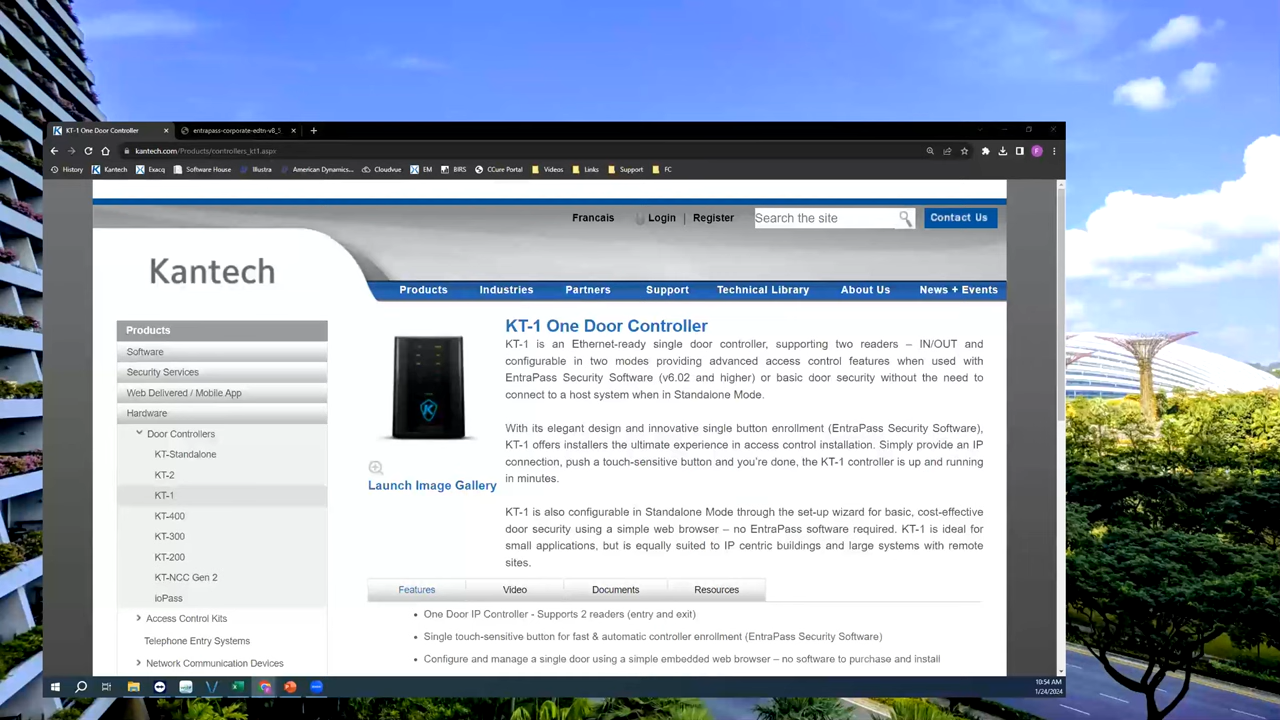 KT-1 One Door Controller
entrapass-corporate-edtn-v8_
kantech.com/Products/controllers_kt1.aspx
History Kantech Exacq Software House Illustra American Dynamics... Cloudvue EM BIRS CCure Portal Videos Links Support FC
Francais Login | Register Search the site Contact Us
Kantech
Products Industries Partners Support Technical Library About Us News + Events
Products
Software
Security Services
Web Delivered / Mobile App
Hardware
Door Controllers
KT-Standalone
KT-2
KT-1
KT-400
KT-300
KT-200
KT-NCC Gen 2
ioPass
Access Control Kits
Telephone Entry Systems
Network Communication Devices
Launch Image Gallery
KT-1 One Door Controller
KT-1 is an Ethernet-ready single door controller, supporting two readers – IN/OUT and
configurable in two modes providing advanced access control features when used with
EntraPass Security Software (v6.02 and higher) or basic door security without the need to
connect to a host system when in Standalone Mode.
With its elegant design and innovative single button enrollment (EntraPass Security Software),
KT-1 offers installers the ultimate experience in access control installation. Simply provide an IP
connection, push a touch-sensitive button and you're done, the KT-1 controller is up and running
in minutes.
KT-1 is also configurable in Standalone Mode through the set-up wizard for basic, cost-effective
door security using a simple web browser – no EntraPass software required. KT-1 is ideal for
small applications, but is equally suited to IP centric buildings and large systems with remote
sites.
Features Video Documents Resources
One Door IP Controller - Supports 2 readers (entry and exit)
Single touch-sensitive button for fast & automatic controller enrollment (EntraPass Security Software)
Configure and manage a single door using a simple embedded web browser – no software to purchase and install
10:54 AM
1/24/2024